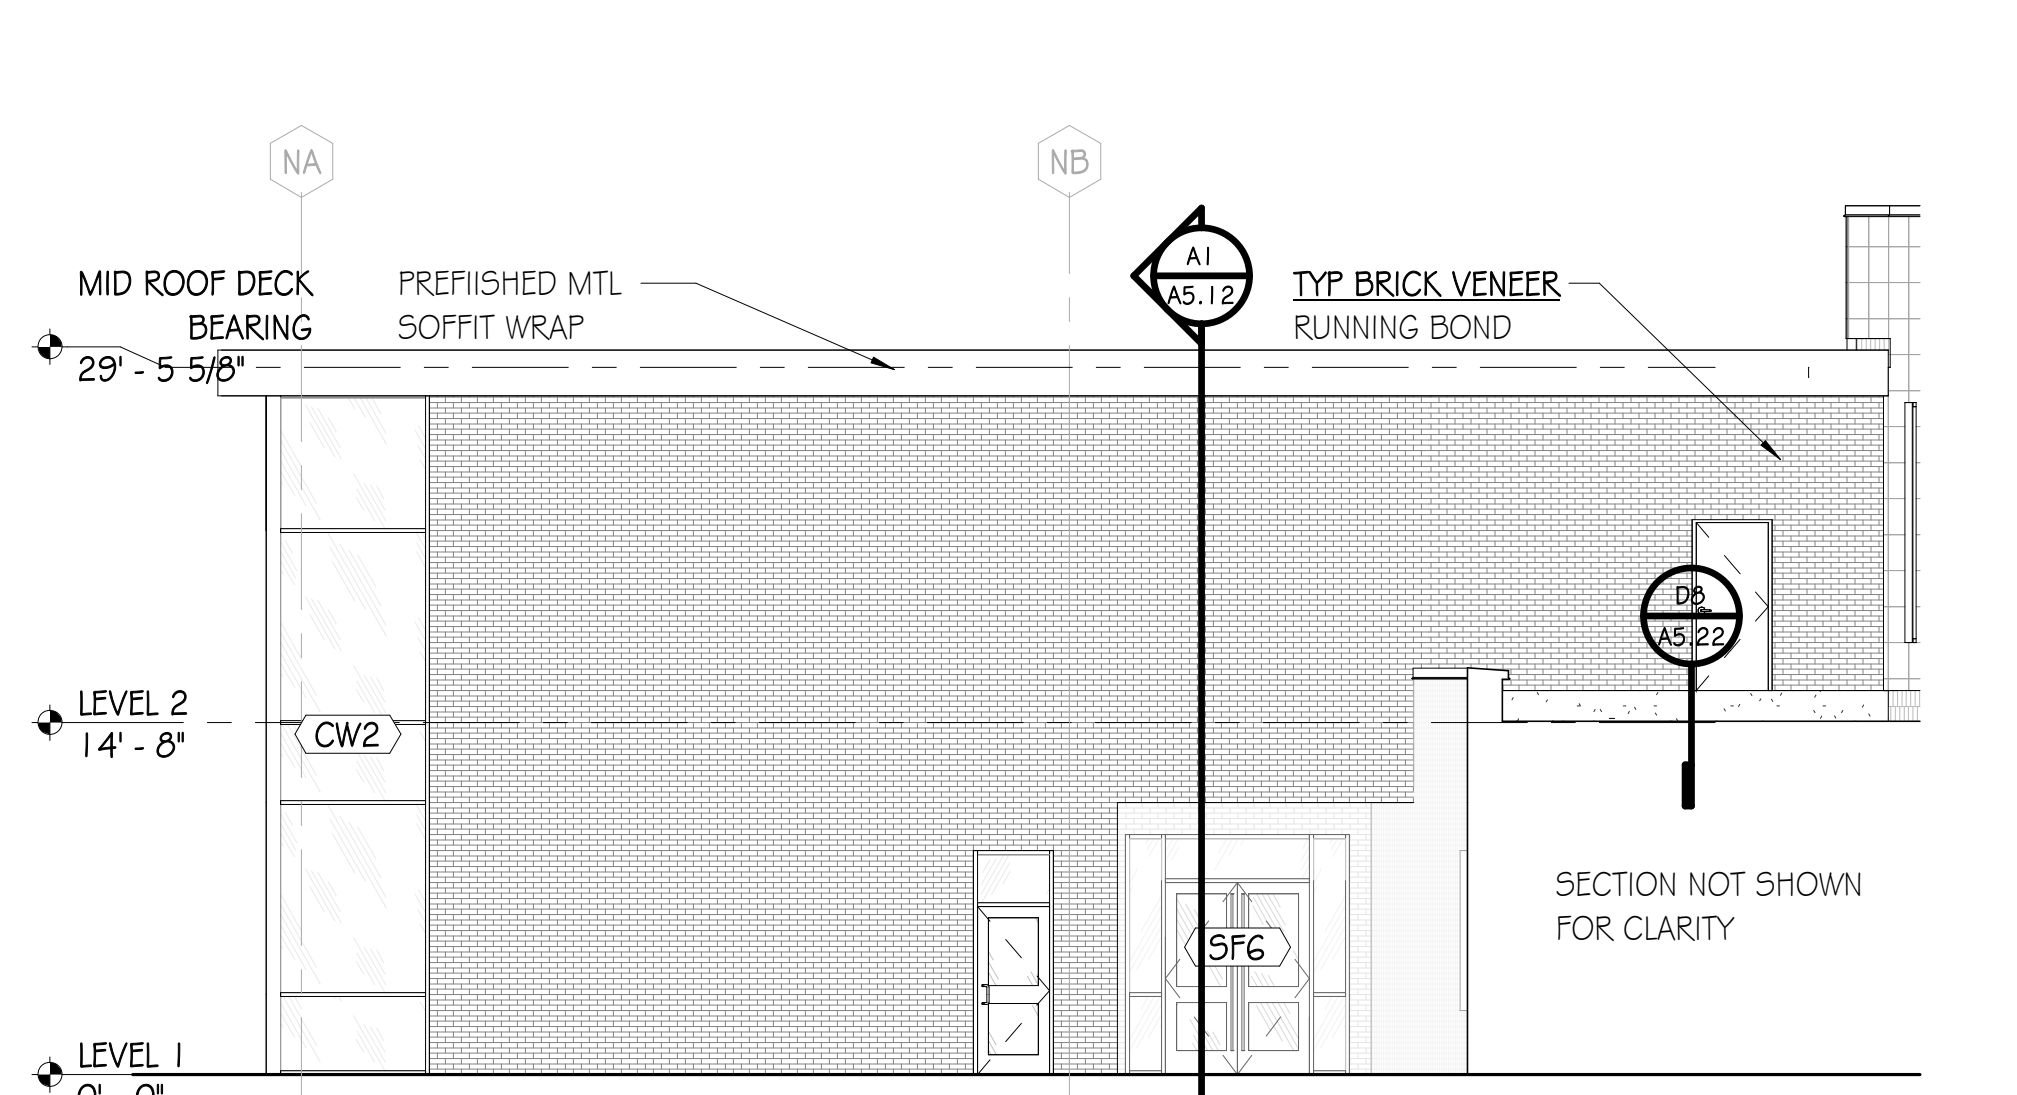 NA
NB
A1
A5.12
MID ROOF DECK
BEARING
29' - 5 5/8"
PREFIISHED MTL
SOFFIT WRAP
TYP BRICK VENEER
RUNNING BOND
D8
A5.22
LEVEL 2
14' - 8"
CW2
SF6
SECTION NOT SHOWN
FOR CLARITY
LEVEL 1
0' - 0"